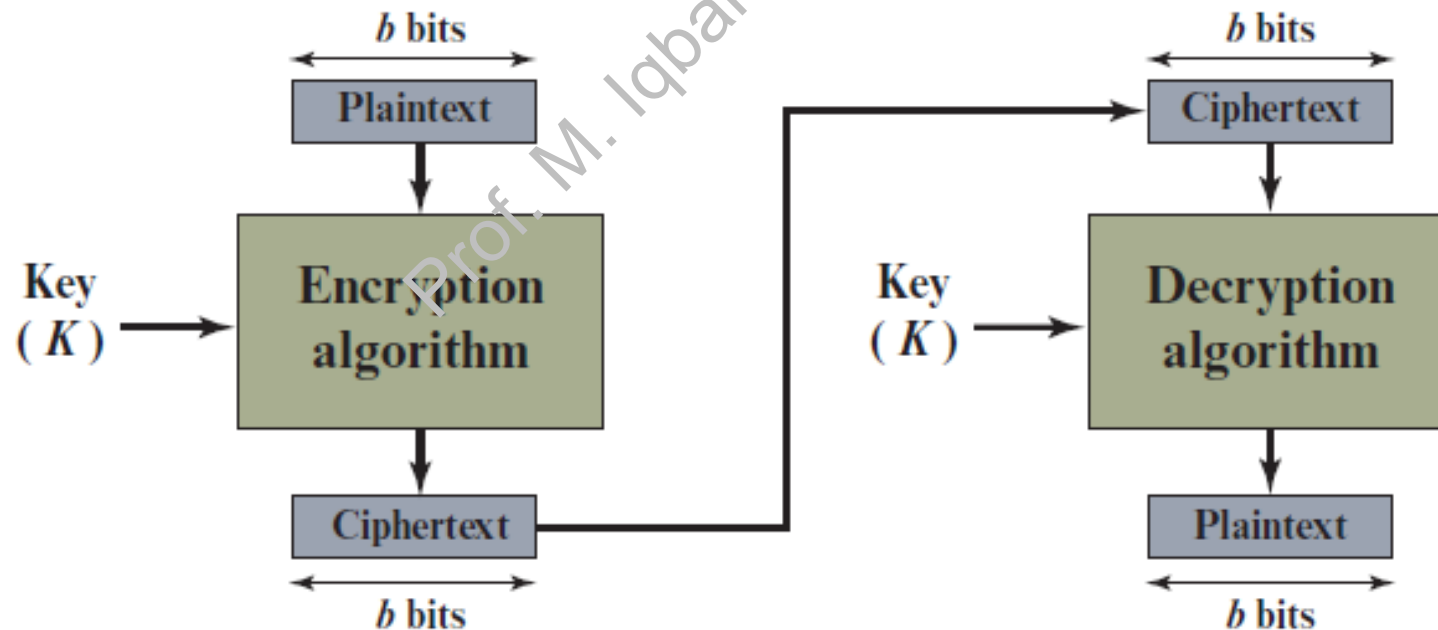 b bits
Plaintext
Key
( K )
Encryption
algorithm
Ciphertext
b bits
b bits
Ciphertext
Key
( K )
Decryption
algorithm
Plaintext
b bits
Prof. M. Iqbal